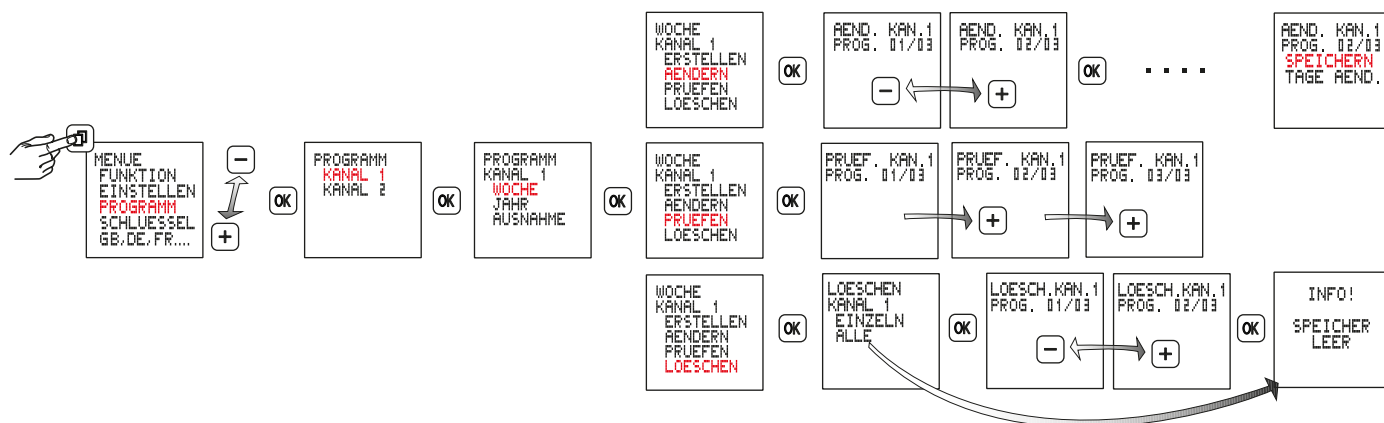 MENUE
FUNKTION
EINSTELLEN
PROGRAMM
SCHLUESSEL
GB,DE,FR....
−
+
OK
PROGRAMM
KANAL 1
KANAL 2
OK
PROGRAMM
KANAL 1
WOCHE
JAHR
AUSNAHME
OK
WOCHE
KANAL 1
ERSTELLEN
AENDERN
PRUEFEN
LOESCHEN
OK
AEND. KAN.1
PROG. 01/03
−
AEND. KAN.1
PROG. 02/03
+
OK
. . . .
AEND. KAN.1
PROG. 02/03
SPEICHERN
TAGE AEND.
WOCHE
KANAL 1
ERSTELLEN
AENDERN
PRUEFEN
LOESCHEN
OK
PRUEF. KAN.1
PROG. 01/03
PRUEF. KAN.1
PROG. 02/03
+
PRUEF. KAN.1
PROG. 03/03
+
WOCHE
KANAL 1
ERSTELLEN
AENDERN
PRUEFEN
LOESCHEN
OK
LOESCHEN
KANAL 1
EINZELN
ALLE
OK
LOESCH.KAN.1
PROG. 01/03
−
LOESCH.KAN.1
PROG. 02/03
+
OK
INFO!
SPEICHER
LEER